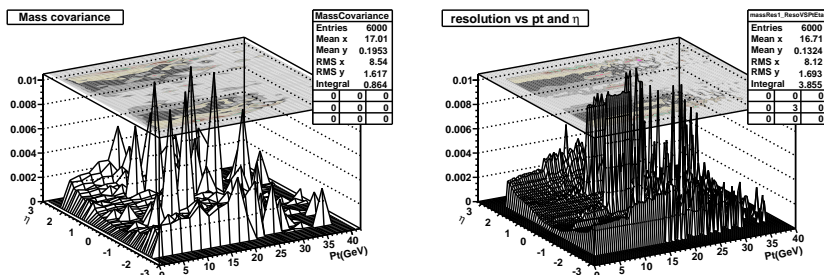 Mass covariance
MassCovariance
Entries 6000
Mean x 17.01
Mean y 0.1953
RMS x 8.54
RMS y 1.617
Integral 0.864
0 0 0
0 0 0
0 0 0
0.01
0.008
0.006
0.004
0.002
0
3
2
1
0
-1
-2
-3
η
0 5 10 15 20 25 30 35 40
Pt(GeV)
resolution vs pt and η
massRes1_ResoVSPtEta
Entries 6000
Mean x 16.71
Mean y 0.1324
RMS x 8.12
RMS y 1.693
Integral 3.855
0 0 0
0 3 0
0 0 0
0.01
0.008
0.006
0.004
0.002
0
3
2
1
0
-1
-2
-3
η
0 5 10 15 20 25 30 35 40
Pt(GeV)